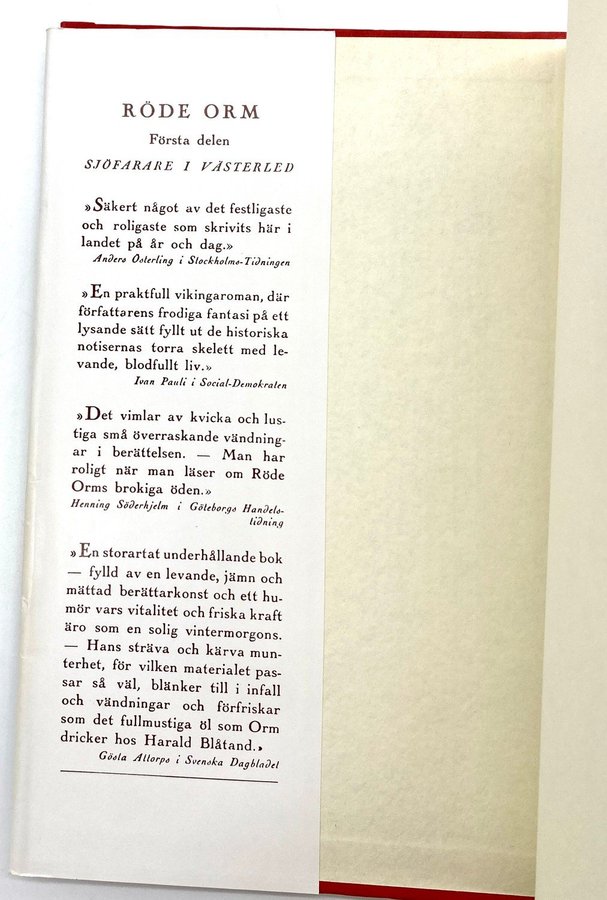 RÖDE ORM
Första delen
SJÖFARARE I VÄSTERLED
»Säkert något av det festligaste
och roligaste som skrivits här i
landet på år och dag.»
Anders Österling i Stockholms-Tidningen
»En praktfull vikingaroman, där
författarens frodiga fantasi på ett
lysande sätt fyllt ut de historiska
notisernas torra skelett med le-
vande, blodfullt liv.»
Ivan Pauli i Social-Demokraten
»Det vimlar av kvicka och lus-
tiga små överraskande vändning-
ar i berättelsen. — Man har
roligt när man läser om Röde
Orms brokiga öden.»
Henning Söderhjelm i Göteborgs Handels-
tidning
»En storartat underhållande bok
— fylld av en levande, jämn och
mättad berättarkonst och ett hu-
mör vars vitalitet och friska kraft
äro som en solig vintermorgons.
— Hans sträva och kärva mun-
terhet, för vilken materialet pas-
sar så väl, blänker till i infall
och vändningar och förfriskar
som det fullmustiga öl som Orm
dricker hos Harald Blåtand.»
Gösta Attorps i Svenska Dagbladet